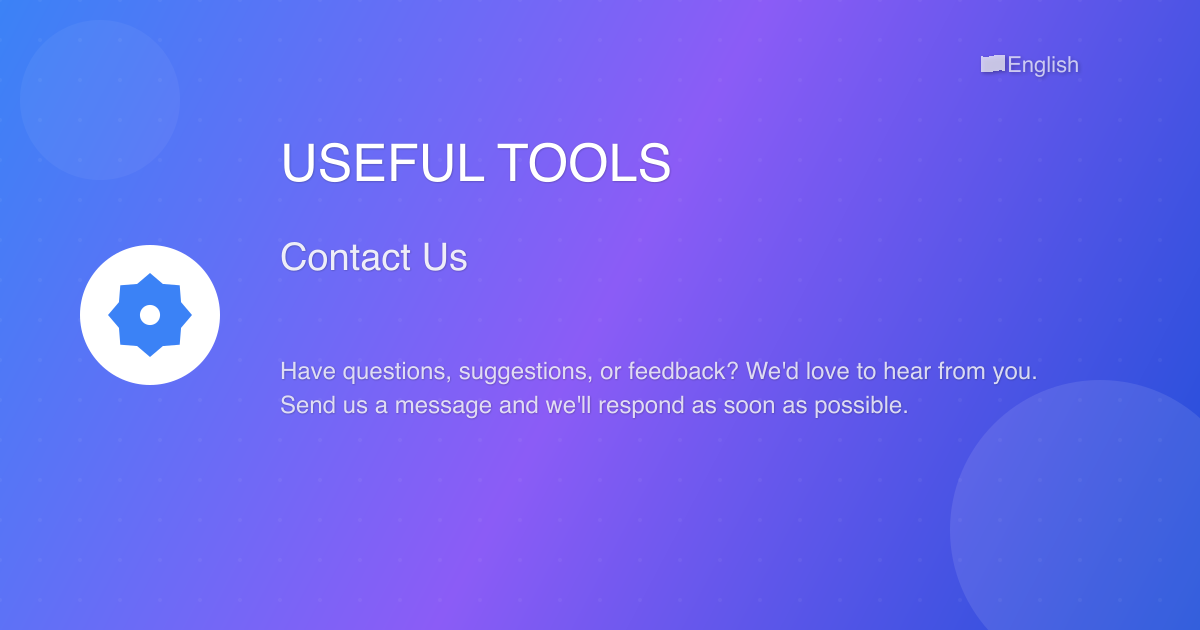 English
USEFUL TOOLS
Contact Us
Have questions, suggestions, or feedback? We'd love to hear from you.
Send us a message and we'll respond as soon as possible.